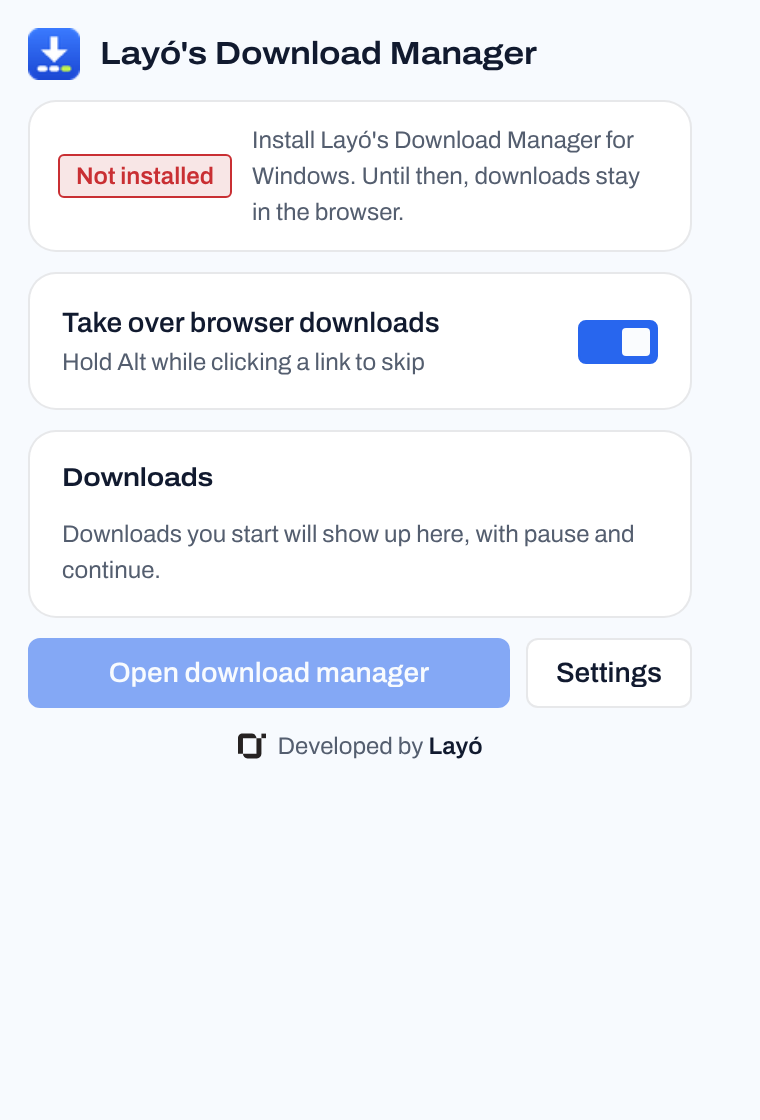 Layó's Download Manager
Not installed
Install Layó's Download Manager for
Windows. Until then, downloads stay
in the browser.
Take over browser downloads
Hold Alt while clicking a link to skip
Downloads
Downloads you start will show up here, with pause and
continue.
Open download manager
Settings
Developed by Layó